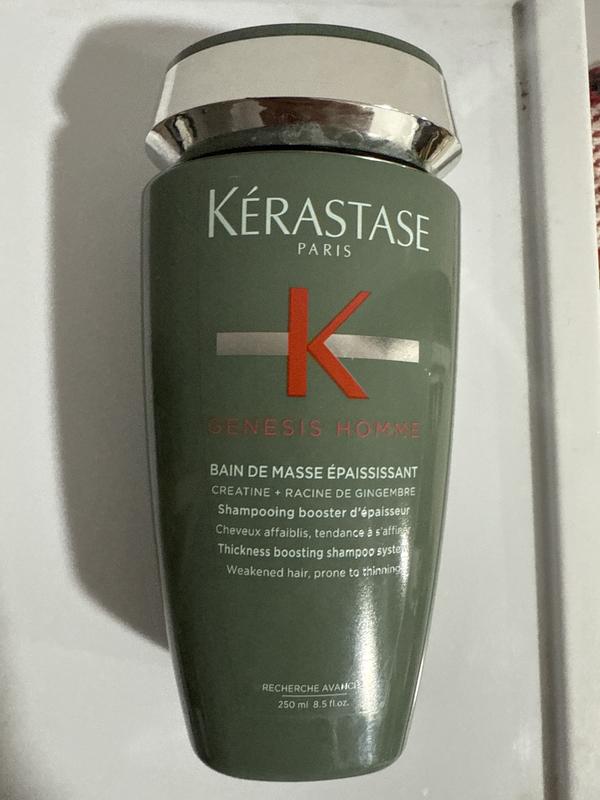 KÉRASTASE
PARIS
K
GENESIS HOMME
BAIN DE MASSE ÉPAISSISSANT
CREATINE + RACINE DE GINGEMBRE
Shampooing booster d'épaisseur
Cheveux affaiblis, tendance à s'affiner
Thickness boosting shampoo system
Weakened hair, prone to thinning
RECHERCHE AVANCÉE
250 ml 8.5 fl.oz.